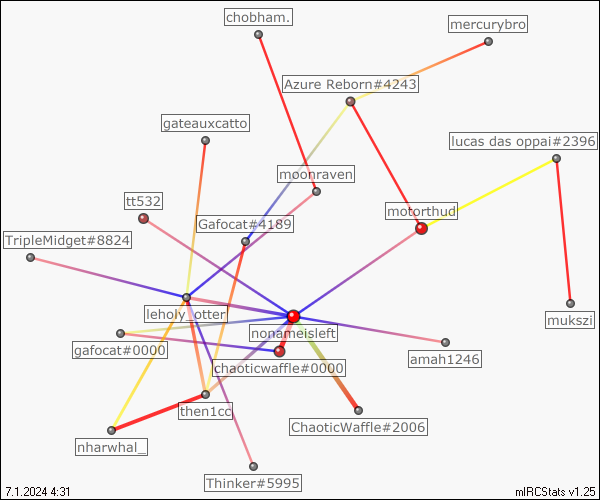 chobham.
mercurybro
Azure Reborn#4243
gateauxcatto
lucas das oppai#2396
moonraven
tt532
motorthud
Gafocat#4189
TripleMidget#8824
leholy_otter
mukszi
nonameisleft
gafocat#0000
amah1246
chaoticwaffle#0000
then1cc
ChaoticWaffle#2006
nharwhal_
Thinker#5995
7.1.2024 4:31
mIRCStats v1.25